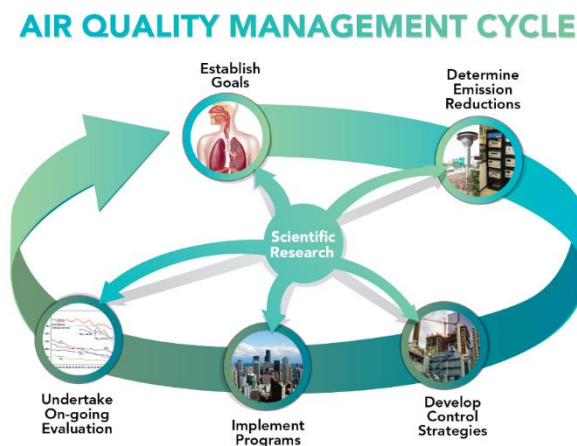 AIR QUALITY MANAGEMENT CYCLE
Establish
Goals
Determine
Emission
Reductions
Scientific
Research
Undertake
On-going
Evaluation
Implement
Programs
Develop
Control
Strategies